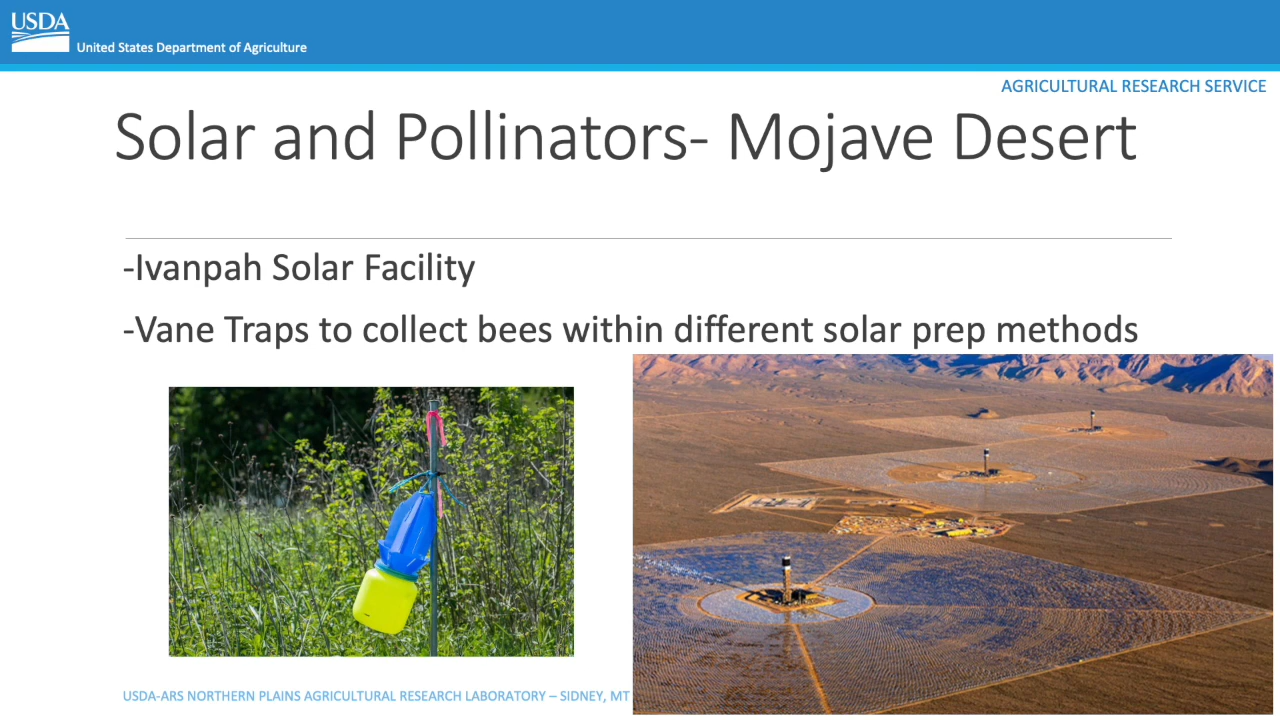 USDA
United States Department of Agriculture
AGRICULTURAL RESEARCH SERVICE
Solar and Pollinators- Mojave Desert
-Ivanpah Solar Facility
-Vane Traps to collect bees within different solar prep methods
USDA-ARS NORTHERN PLAINS AGRICULTURAL RESEARCH LABORATORY – SIDNEY, MT